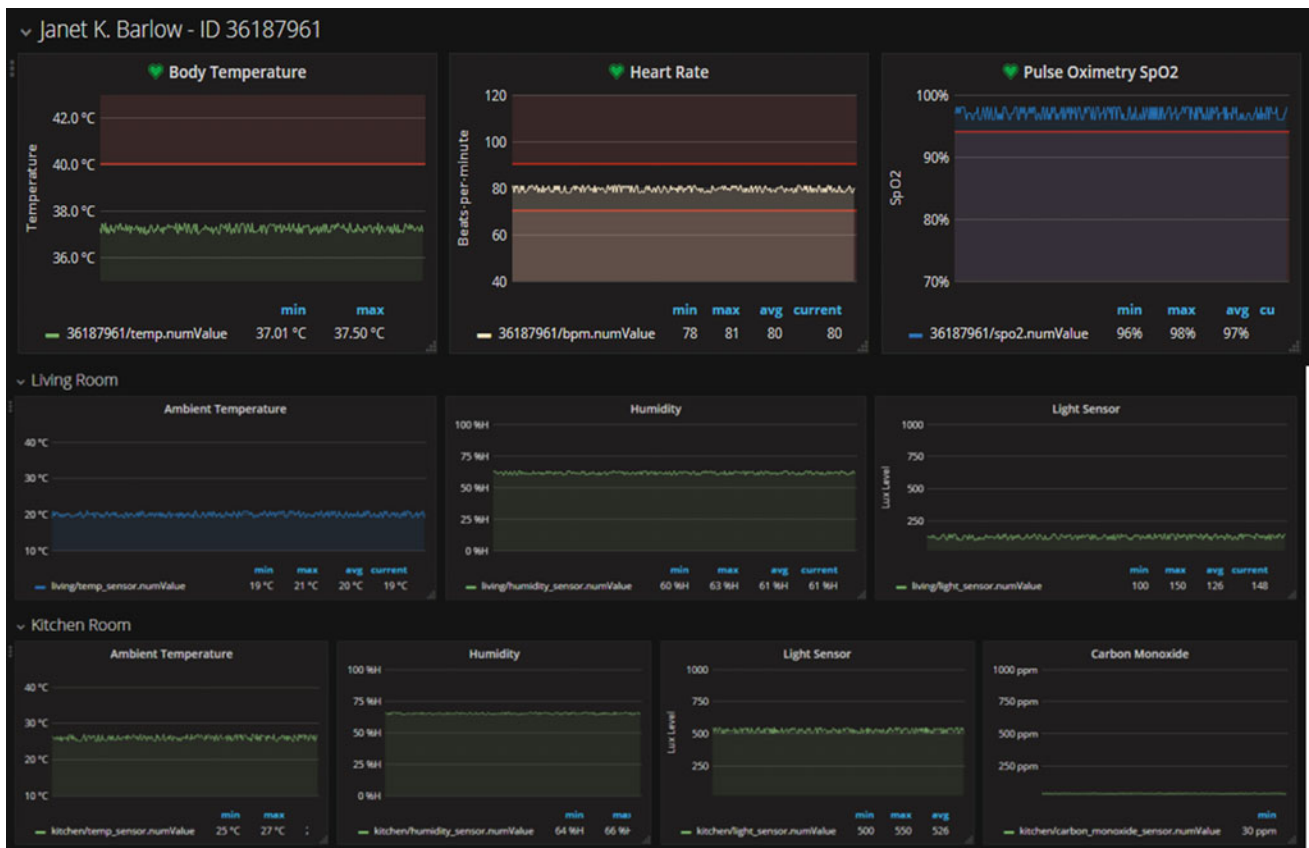 Janet K. Barlow - ID 36187961
Body Temperature
42.0 °C
40.0 °C
38.0 °C
36.0 °C
Temperature
min max
36187961/temp.numValue 37.01 °C 37.50 °C
Heart Rate
120
100
80
60
40
Beats-per-minute
min max avg current
36187961/bpm.numValue 78 81 80 80
Pulse Oximetry SpO2
100%
90%
80%
70%
SpO2
min max avg cu
36187961/spo2.numValue 96% 98% 97%
Living Room
Ambient Temperature
40 °C
30 °C
20 °C
10 °C
min max avg current
living/temp_sensor.numValue 19 °C 21 °C 20 °C 19 °C
Humidity
100 %H
75 %H
50 %H
25 %H
0 %H
min max avg current
living/humidity_sensor.numValue 60 %H 63 %H 61 %H 61 %H
Light Sensor
1000
750
500
250
Lux Level
min max avg current
living/light_sensor.numValue 100 150 126 148
Kitchen Room
Ambient Temperature
40 °C
30 °C
20 °C
10 °C
min max
kitchen/temp_sensor.numValue 25 °C 27 °C
Humidity
100 %H
75 %H
50 %H
25 %H
0 %H
min
kitchen/humidity_sensor.numValue 64 %H 66
Light Sensor
1000
750
500
250
Lux Level
min max avg
kitchen/light_sensor.numValue 500 550 526
Carbon Monoxide
1000 ppm
750 ppm
500 ppm
250 ppm
min
kitchen/carbon_monoxide_sensor.numValue 30 ppm